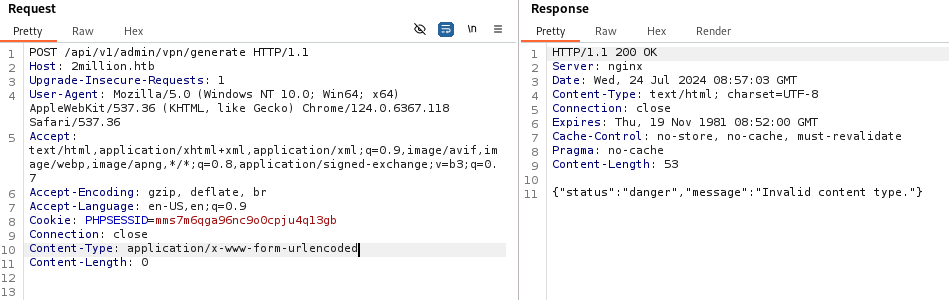 Request
Pretty Raw Hex
\n
1 POST /api/v1/admin/vpn/generate HTTP/1.1
2 Host: 2million.htb
3 Upgrade-Insecure-Requests: 1
4 User-Agent: Mozilla/5.0 (Windows NT 10.0; Win64; x64)
AppleWebKit/537.36 (KHTML, like Gecko) Chrome/124.0.6367.118
Safari/537.36
5 Accept:
text/html,application/xhtml+xml,application/xml;q=0.9,image/avif,im
age/webp,image/apng,*/*;q=0.8,application/signed-exchange;v=b3;q=0.
7
6 Accept-Encoding: gzip, deflate, br
7 Accept-Language: en-US,en;q=0.9
8 Cookie: PHPSESSID=mms7m6qga96nc9o0cpju4q13gb
9 Connection: close
10 Content-Type: application/x-www-form-urlencoded
11 Content-Length: 0
12
13
Response
Pretty Raw Hex Render
1 HTTP/1.1 200 OK
2 Server: nginx
3 Date: Wed, 24 Jul 2024 08:57:03 GMT
4 Content-Type: text/html; charset=UTF-8
5 Connection: close
6 Expires: Thu, 19 Nov 1981 08:52:00 GMT
7 Cache-Control: no-store, no-cache, must-revalidate
8 Pragma: no-cache
9 Content-Length: 53
10
11 {"status":"danger","message":"Invalid content type."}